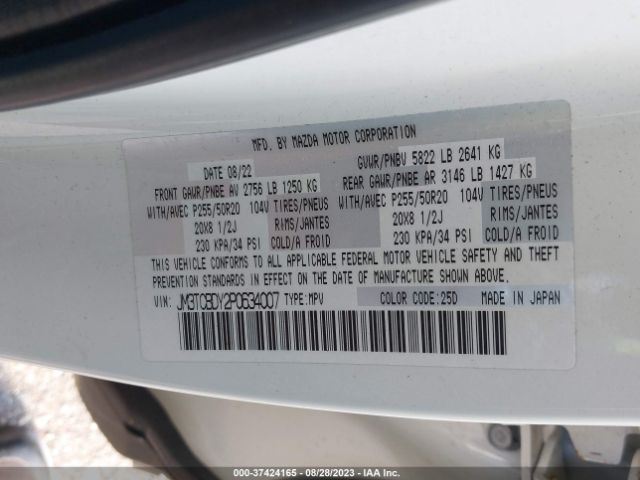 MFD. BY MAZDA MOTOR CORPORATION
DATE 08/22
GVWR/PNBV 5822 LB 2641 KG
FRONT GAWR/PNBE AV 2756 LB 1250 KG
REAR GAWR/PNBE AR 3146 LB 1427 KG
WITH/AVEC P255/50R20 104V TIRES/PNEUS
WITH/AVEC P255/50R20 104V TIRES/PNEUS
20X8 1/2J RIMS/JANTES
20X8 1/2J RIMS/JANTES
230 KPA/34 PSI COLD/A FROID
230 KPA/34 PSI COLD/A FROID
THIS VEHICLE CONFORMS TO ALL APPLICABLE FEDERAL MOTOR VEHICLE SAFETY AND THEFT
PREVENTION STANDARDS IN EFFECT ON THE DATE OF MANUFACTURE SHOWN ABOVE.
VIN: JM3TCBDY2P0634007 TYPE:MPV COLOR CODE:25D MADE IN JAPAN
000-37424165 - 08/28/2023 - IAA Inc.